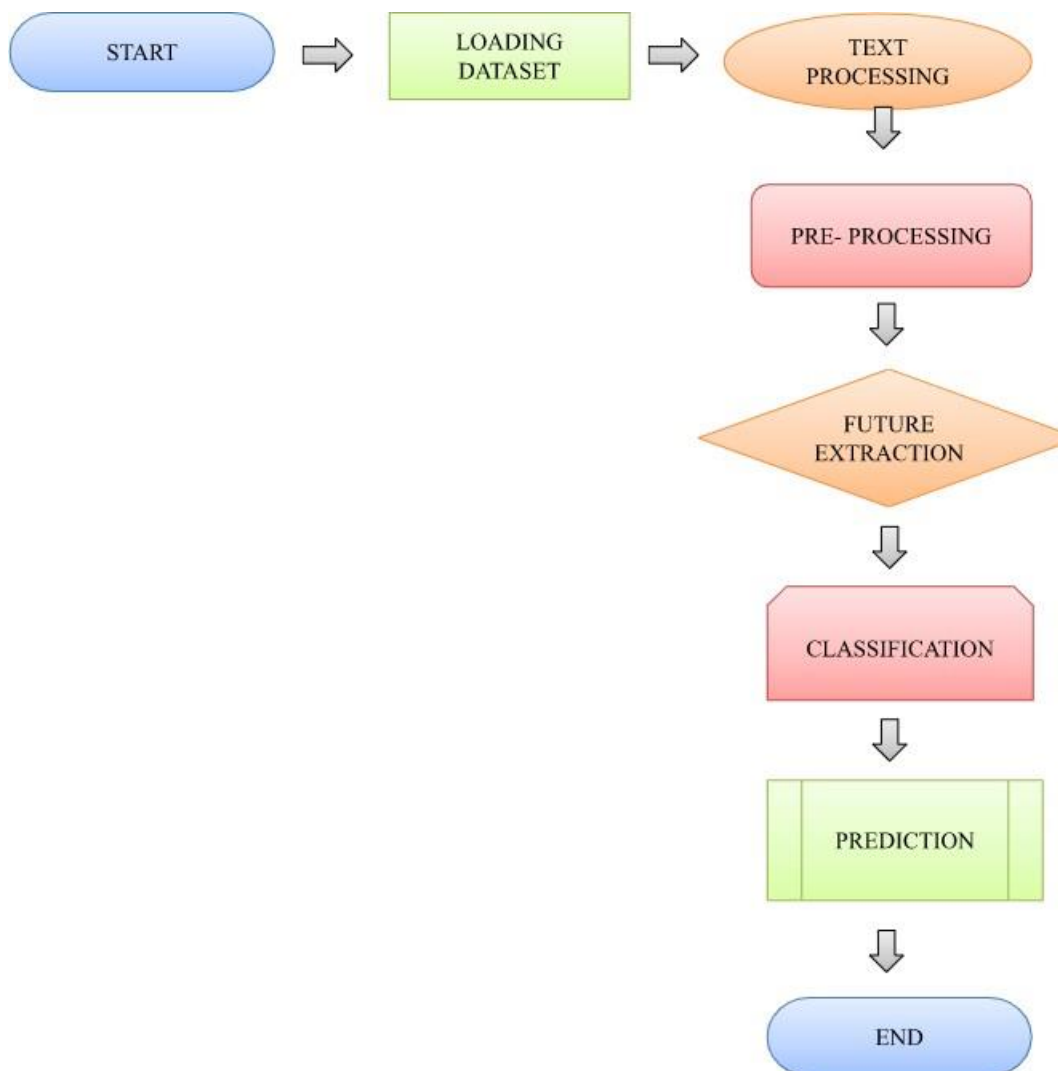 START
LOADING
DATASET
TEXT
PROCESSING
PRE- PROCESSING
FUTURE
EXTRACTION
CLASSIFICATION
PREDICTION
END